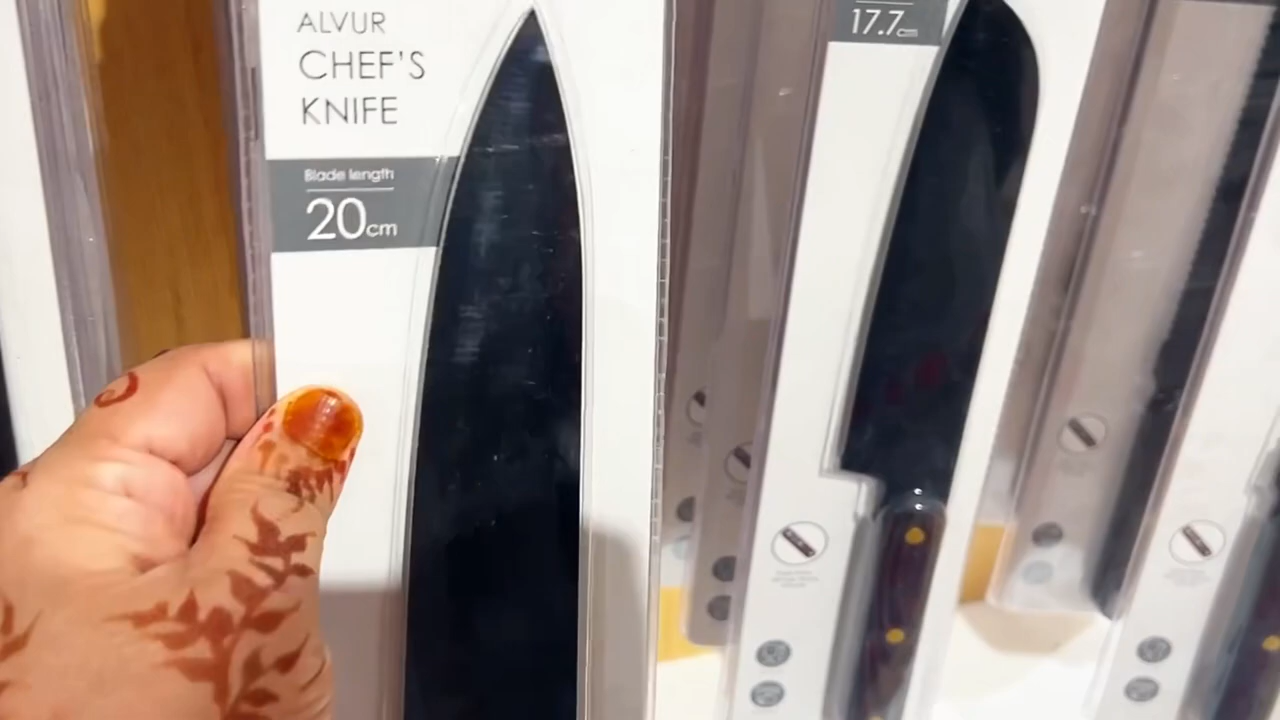 ALVUR
CHEF'S
KNIFE
Blade length
20cm
17.7cm